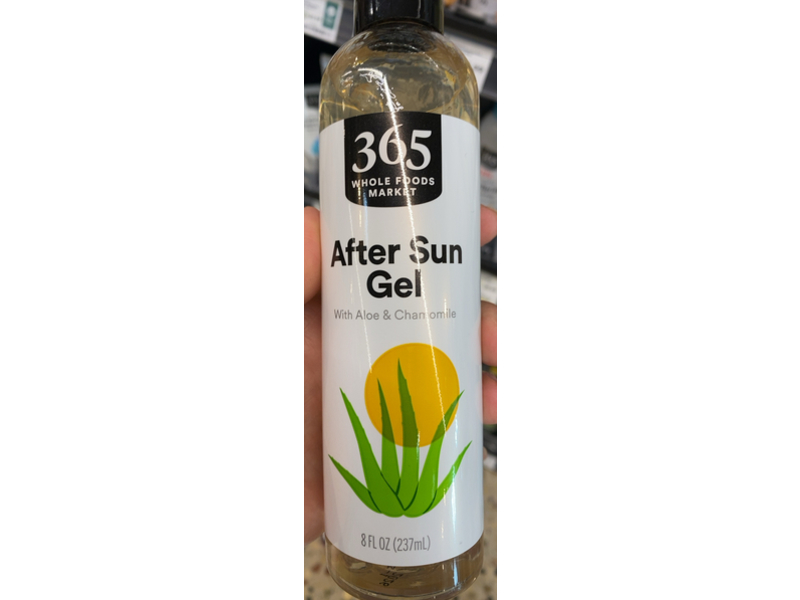 365
WHOLE FOODS
MARKET
After Sun
Gel
With Aloe & Chamomile
8 FL OZ (237mL)